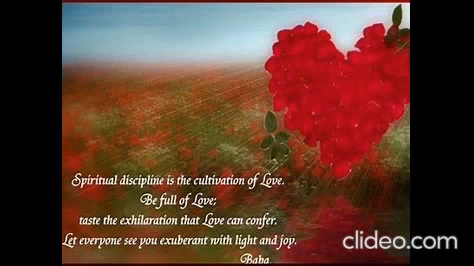 Spiritual discipline is the cultivation of Love.
Be full of Love;
taste the exhilaration that Love can confer.
Let everyone see you exuberant with light and joy.
Baba
clideo.com